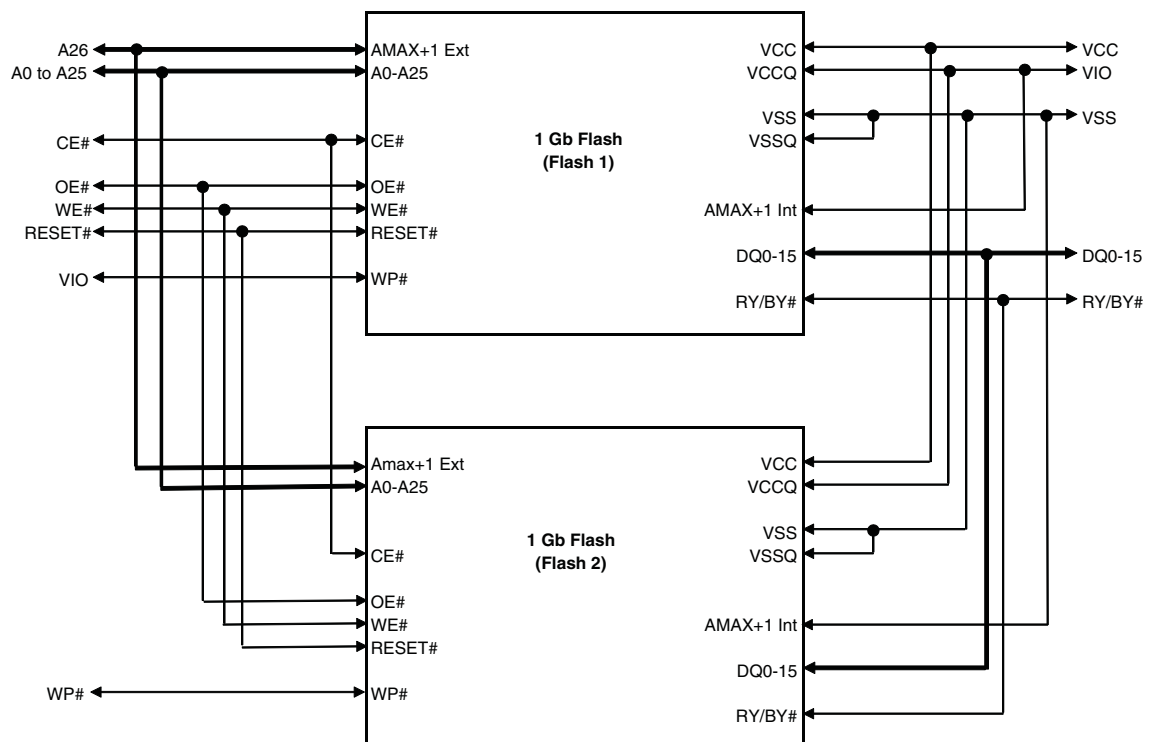 A26
AMAX+1 Ext
VCC
VCC
A0 to A25
A0-A25
VCCQ
VIO
VSS
VSS
1 Gb Flash
(Flash 1)
CE#
CE#
VSSQ
OE#
OE#
WE#
WE#
AMAX+1 Int
RESET#
RESET#
DQ0-15
DQ0-15
VIO
WP#
RY/BY#
RY/BY#
Amax+1 Ext
VCC
A0-A25
VCCQ
VSS
1 Gb Flash
(Flash 2)
CE#
VSSQ
OE#
WE#
AMAX+1 Int
RESET#
DQ0-15
WP#
WP#
RY/BY#